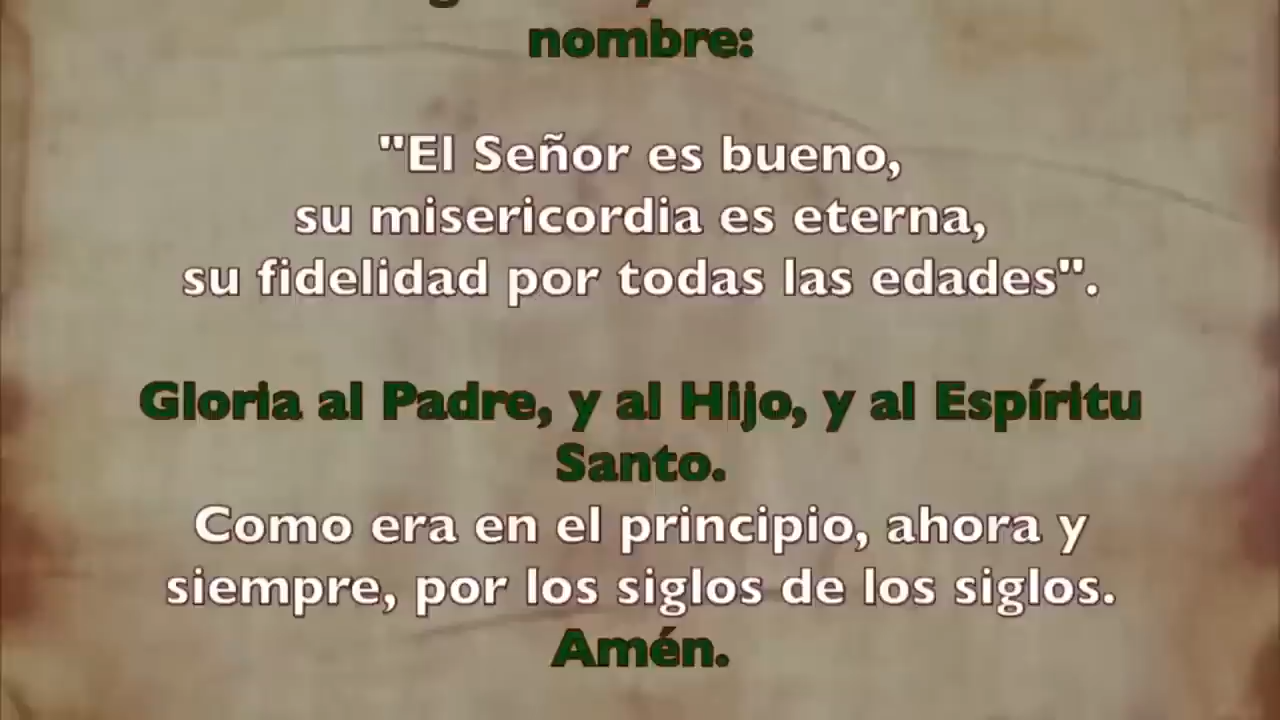 nombre:
"El Señor es bueno,
su misericordia es eterna,
su fidelidad por todas las edades".
Gloria al Padre, y al Hijo, y al Espíritu
Santo.
Como era en el principio, ahora y
siempre, por los siglos de los siglos.
Amén.